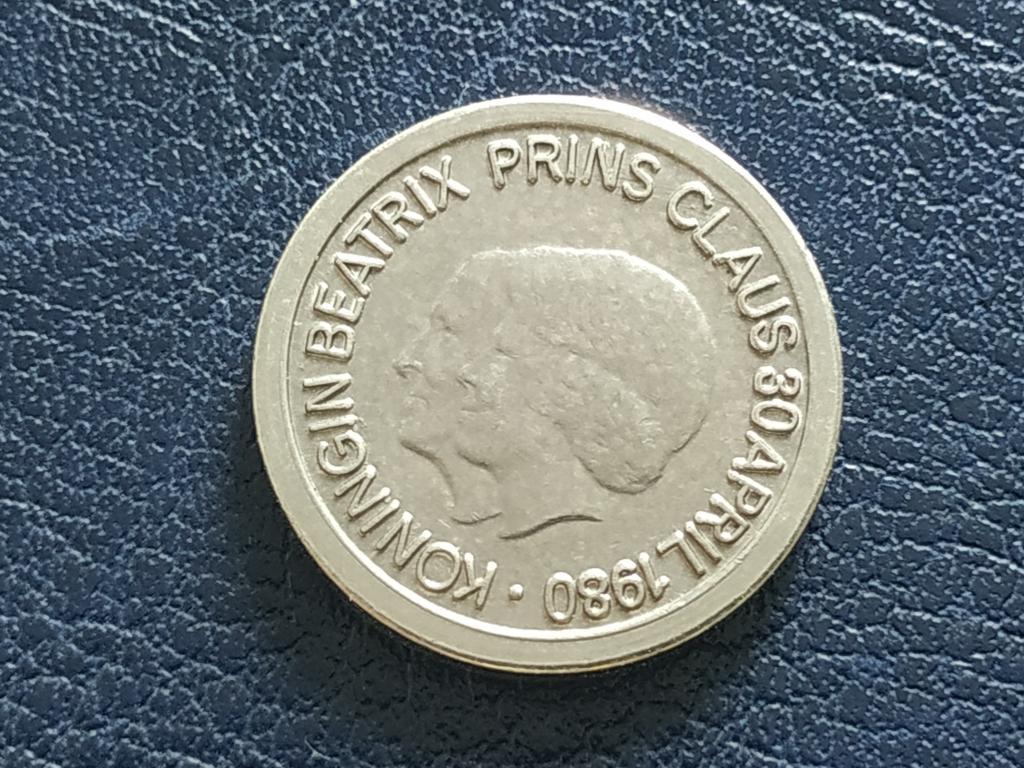 KONINGIN BEATRIX PRINS CLAUS 30 APRIL 1980 •